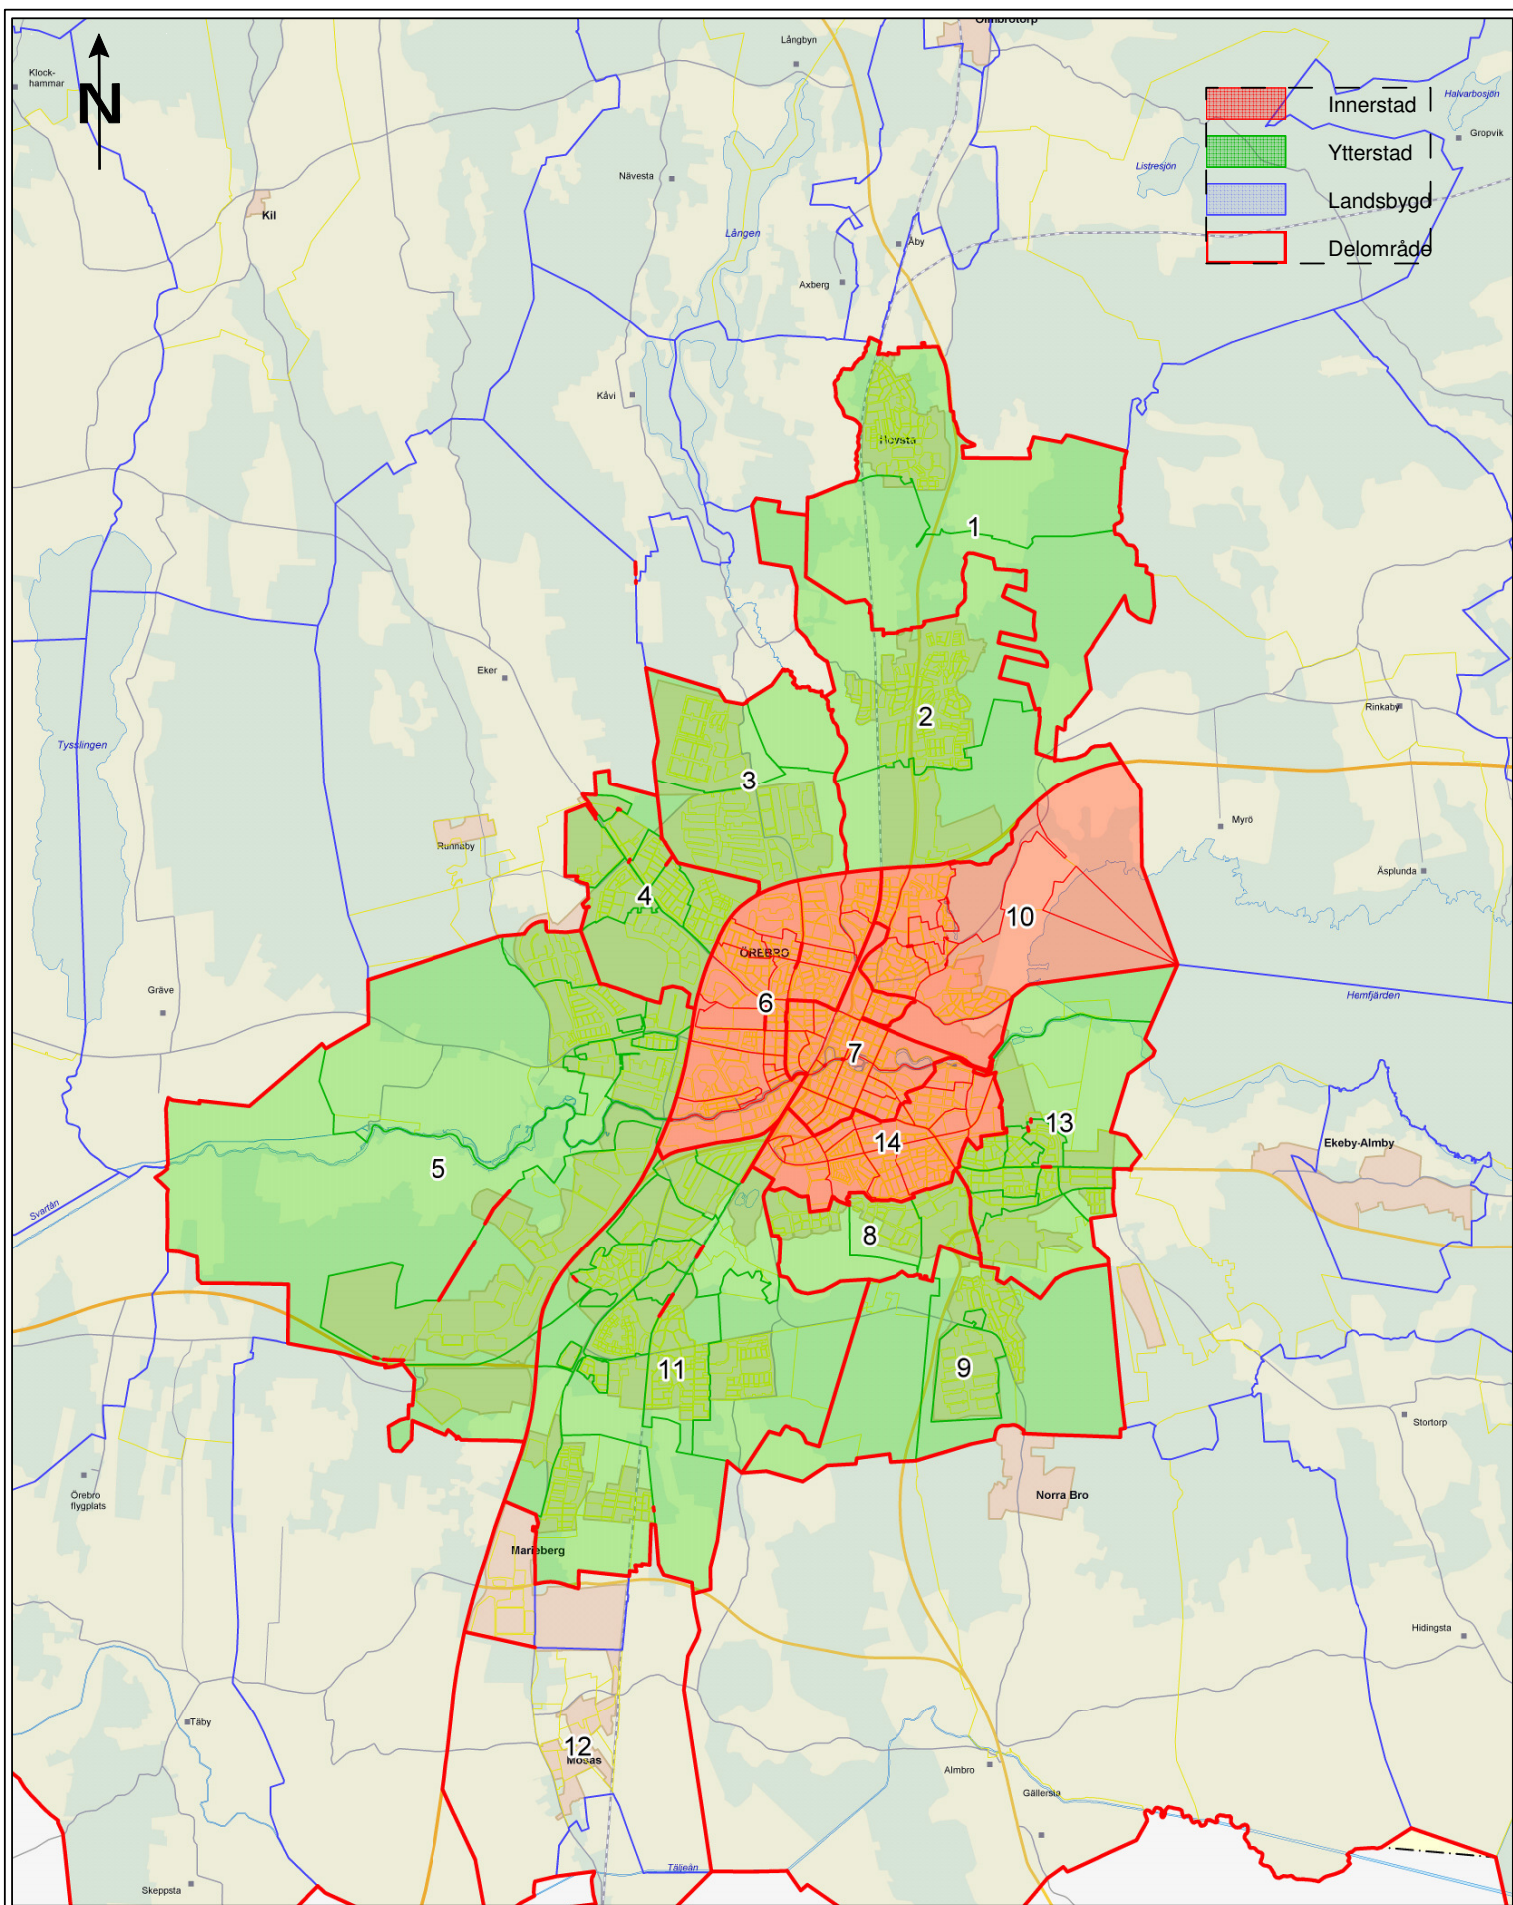 Långbyn
Klock-
hammar
N
Innerstad
Halvarbosjön
Gropvik
Ytterstad
Listresjön
Nävesta
Landsbygd
Kil
Lången
Åby
Delområde
Axberg
Kåvi
Hovsta
1
Eker
Rinkaby
2
Tysslingen
3
Myrö
Runnaby
Äsplunda
4
10
ÖREBRO
Gräve
6
Hemfjärden
7
13
14
Ekeby-Almby
5
Svartån
8
9
11
Stortorp
Örebro
flygplats
Norra Bro
Marieberg
Hidingsta
Täby
12
Mosås
Almbro
Gällersta
Täljeån
Skeppsta